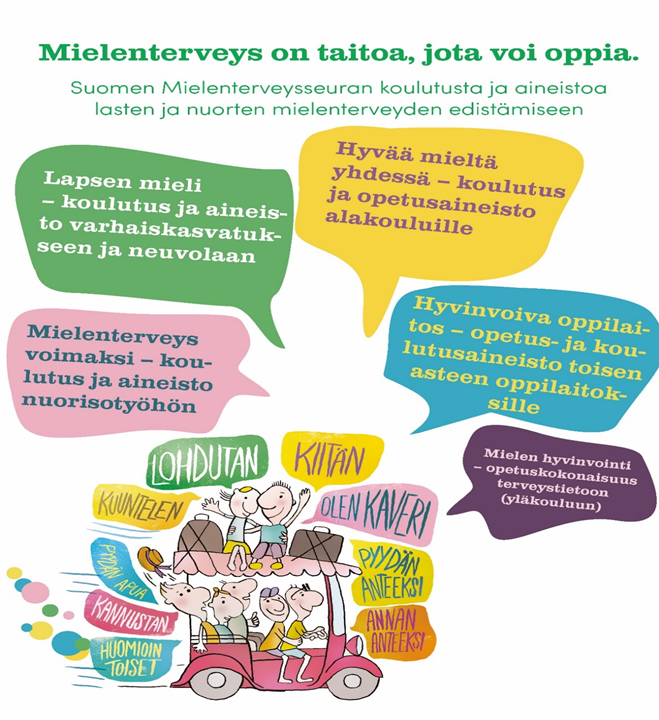 Mielenterveys on taitoa, jota voi oppia.
Suomen Mielenterveysseuran koulutusta ja aineistoa
lasten ja nuorten mielenterveyden edistämiseen
Lapsen mieli
– koulutus ja aineis-
to varhaiskasvatuk-
seen ja neuvolaan
Hyvää mieltä
yhdessä – koulutus
ja opetusaineisto
alakouluille
Mielenterveys
voimaksi – kou-
lutus ja aineisto
nuorisotyöhön
Hyvinvoiva oppilai-
tos – opetus- ja kou-
lutusaineisto toisen
asteen oppilaitok-
sille
Mielen hyvinvointi
– opetuskokonaisuus
terveystietoon
(yläkouluun)
LOHDUTAN
KIITÄN
KUUNTELEN
OLEN KAVERI
PYYDÄN APUA
PYYDÄN
ANTEEKSI
KANNUSTAN
ANNAN
ANTEEKSI
HUOMIOIN
TOISET